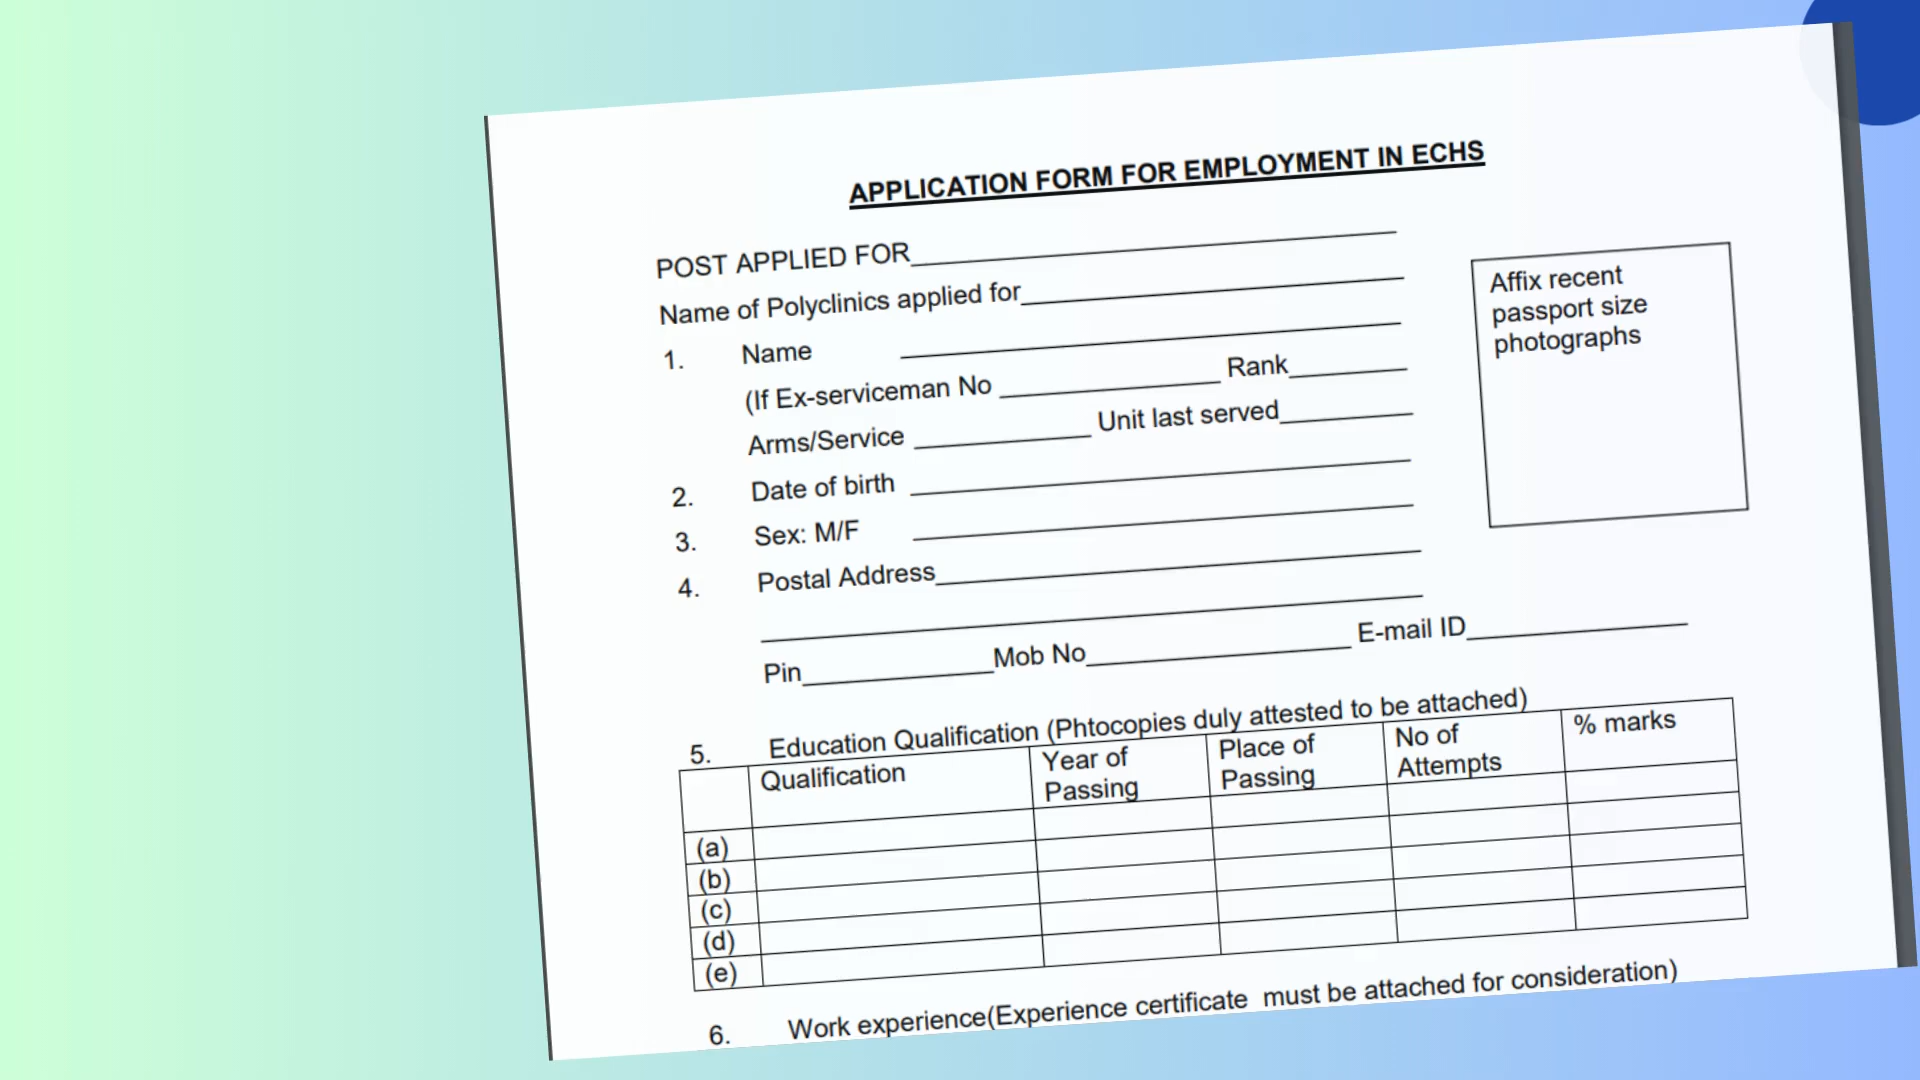 APPLICATION FORM FOR EMPLOYMENT IN ECHS
POST APPLIED FOR
Name of Polyclinics applied for
Affix recent
passport size
photographs
1. Name
(If Ex-serviceman No Rank
Arms/Service Unit last served
2. Date of birth
3. Sex: M/F
4. Postal Address
Pin Mob No E-mail ID
5. Education Qualification (Phtocopies duly attested to be attached)
Qualification Year of Passing Place of Passing No of Attempts % marks
(a)
(b)
(c)
(d)
(e)
6. Work experience(Experience certificate must be attached for consideration)